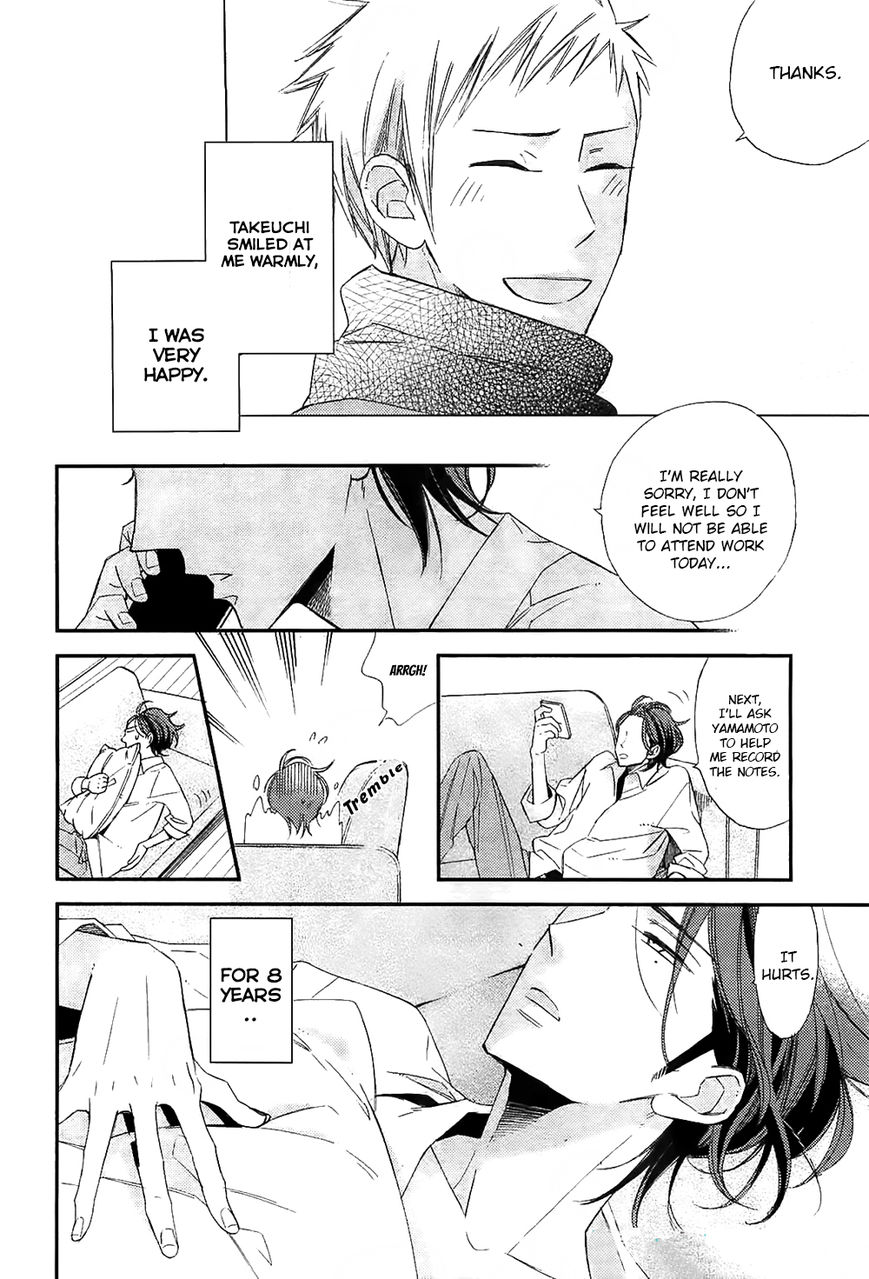 THANKS.
TAKEUCHI
SMILED AT
ME WARMLY,
I WAS
VERY
HAPPY.
I'M REALLY
SORRY, I DON'T
FEEL WELL SO I
WILL NOT BE ABLE
TO ATTEND WORK
TODAY...
NEXT,
I'LL ASK
YAMAMOTO
TO HELP
ME RECORD
THE NOTES.
ARRGH!
Tremble
IT
HURTS.
FOR 8
YEARS
..